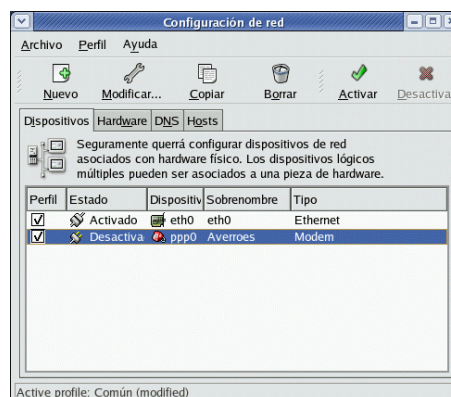 Configuración de red
Archivo Perfil Ayuda
Nuevo Modificar... Copiar Borrar Activar Desactiva
Dispositivos Hardware DNS Hosts
Seguramente querrá configurar dispositivos de red
asociados con hardware físico. Los dispositivos lógicos
múltiples pueden ser asociados a una pieza de hardware.
Perfil Estado Dispositiv Sobrenombre Tipo
Activado eth0 eth0 Ethernet
Desactiva ppp0 Averroes Modem
Active profile: Común (modified)